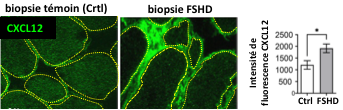 biopsie témoin (Crtl)
biopsie FSHD
CXCL12
Intensité de
fluorescence CXCL12
2500
2000
1500
1000
500
0
*
Ctrl FSHD